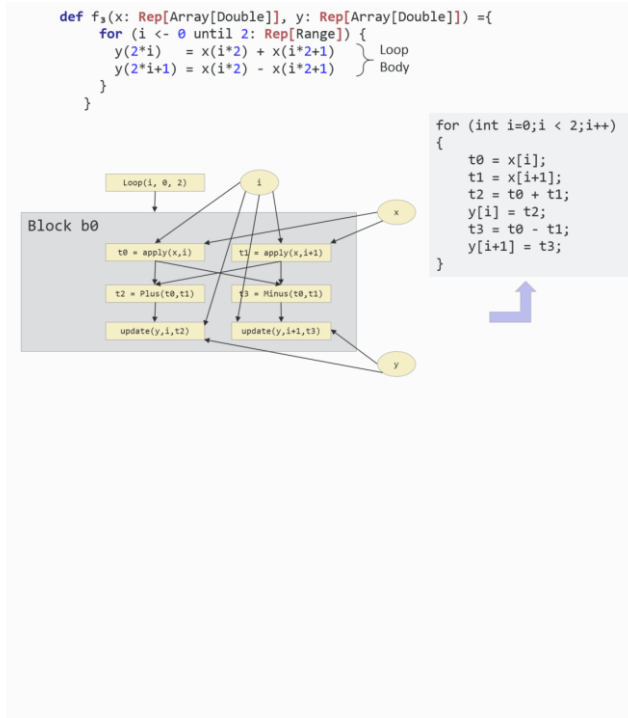 def f₃(x: Rep[Array[Double]], y: Rep[Array[Double]]) ={
for (i <- 0 until 2: Rep[Range]) {
y(2*i)   = x(i*2) + x(i*2+1)
y(2*i+1) = x(i*2) - x(i*2+1)
}
}
Loop
Body
for (int i=0;i < 2;i++)
{
t0 = x[i];
t1 = x[i+1];
t2 = t0 + t1;
y[i] = t2;
t3 = t0 - t1;
y[i+1] = t3;
}
Loop(i, 0, 2)
i
x
Block b0
t0 = apply(x,i)
t1 = apply(x,i+1)
t2 = Plus(t0,t1)
t3 = Minus(t0,t1)
update(y,i,t2)
update(y,i+1,t3)
y